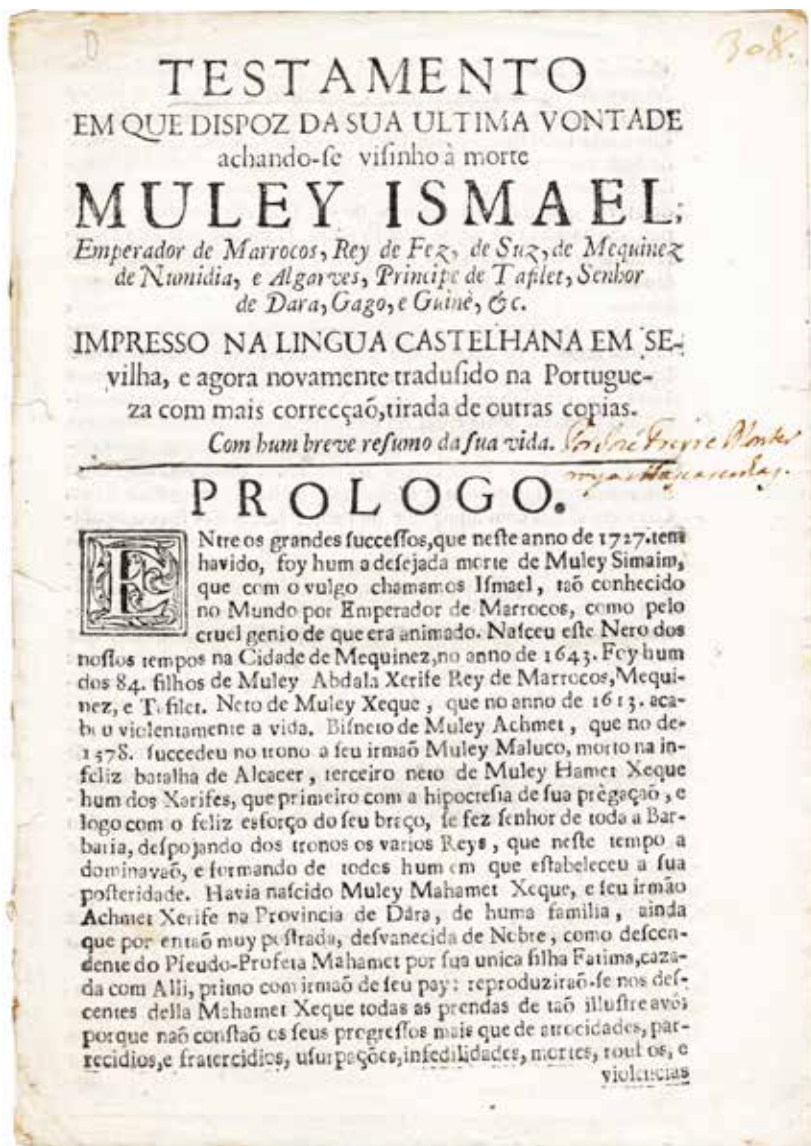 308.
TESTAMENTO
EM QUE DISPOZ DA SUA ULTIMA VONTADE
achando-ſe viſinho à morte
MULEY ISMAEL,
Emperador de Marrocos, Rey de Fez, de Suz, de Mequinez
de Numidia, e Algarves, Principe de Tafilet, Senhor
de Dara, Gago, e Guinè, &c.
IMPRESSO NA LINGUA CASTELHANA EM SE-
vilha, e agora novamente traduſido na Portugue-
za com mais correcçaõ, tirada de outras copias.
Com hum breve reſumo da ſua vida. Por José Freyre Monter
PROLOGO.
ENtre os grandes ſucceſſos, que neſte anno de 1727. tem
havido, foy hum a deſejada morte de Muley Simaim,
que com o vulgo chamamos Iſmael, taõ conhecido
no Mundo por Emperador de Marrocos, como pelo
cruel genio de que era animado. Naſceu eſte Nero dos
noſſos tempos na Cidade de Mequinez, no anno de 1643. Foy hum
dos 84. filhos de Muley Abdala Xerife Rey de Marrocos, Mequi-
nez, e Tafilet. Neto de Muley Xeque, que no anno de 1613. aca-
bou violentamente a vida. Biſneto de Muley Achmet, que no de-
1578. ſuccedeu no trono a ſeu irmaõ Muley Maluco, morto na in-
feliz batalha de Alcacer, terceiro neto de Muley Hamet Xeque
hum dos Xarifes, que primeiro com a hipocreſia de ſua prègaçaõ, e
logo com o feliz esforço do ſeu braço, ſe fez ſenhor de toda a Bar-
baria, deſpojando dos tronos os varios Reys, que neſte tempo a
dominavaõ, e formando de todos hum em que eſtabeleceu a ſua
poſteridade. Havia naſcido Muley Mahamet Xeque, e ſeu irmão
Achmet Xerife na Provincia de Dára, de huma familia, ainda
que por entaõ muy poſtrada, deſvanecida de Nobre, como deſcen-
dente do Pſeudo-Profeta Mahamet por ſua unica filha Fatima, caza-
da com Alli, primo com irmaõ de ſeu pay: reproduziraõ-ſe nos deſ-
centes deſta Mahamet Xeque todas as prendas de taõ illuſtre avós
porque naõ conſtaõ os ſeus progreſſos mais que de atrocidades, par-
recidios, e fratercidios, uſurpações, infedilidades, mortes, roubos, e
violencias